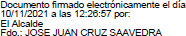 Documento firmado electrónicamente el día
10/11/2021 a las 12:26:57 por:
El Alcalde
Fdo.: JOSE JUAN CRUZ SAAVEDRA